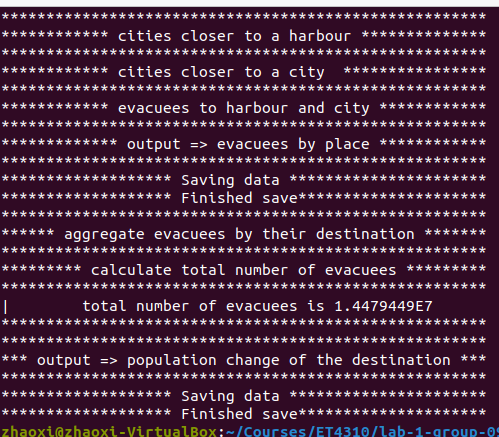 ******************************************************
************ cities closer to a harbour **************
******************************************************
************ cities closer to a city  ****************
******************************************************
************ evacuees to harbour and city ************
******************************************************
************* output => evacuees by place ************
******************************************************
******************* Saving data **********************
******************* Finished save*********************
******************************************************
****** aggregate evacuees by their destination *******
******************************************************
********* calculate total number of evacuees *********
******************************************************
|        total number of evacuees is 1.4479449E7
******************************************************
******************************************************
*** output => population change of the destination ***
******************************************************
******************* Saving data **********************
******************* Finished save*********************
zhaoxi@zhaoxi-VirtualBox:~/Courses/ET4310/lab-1-group-09